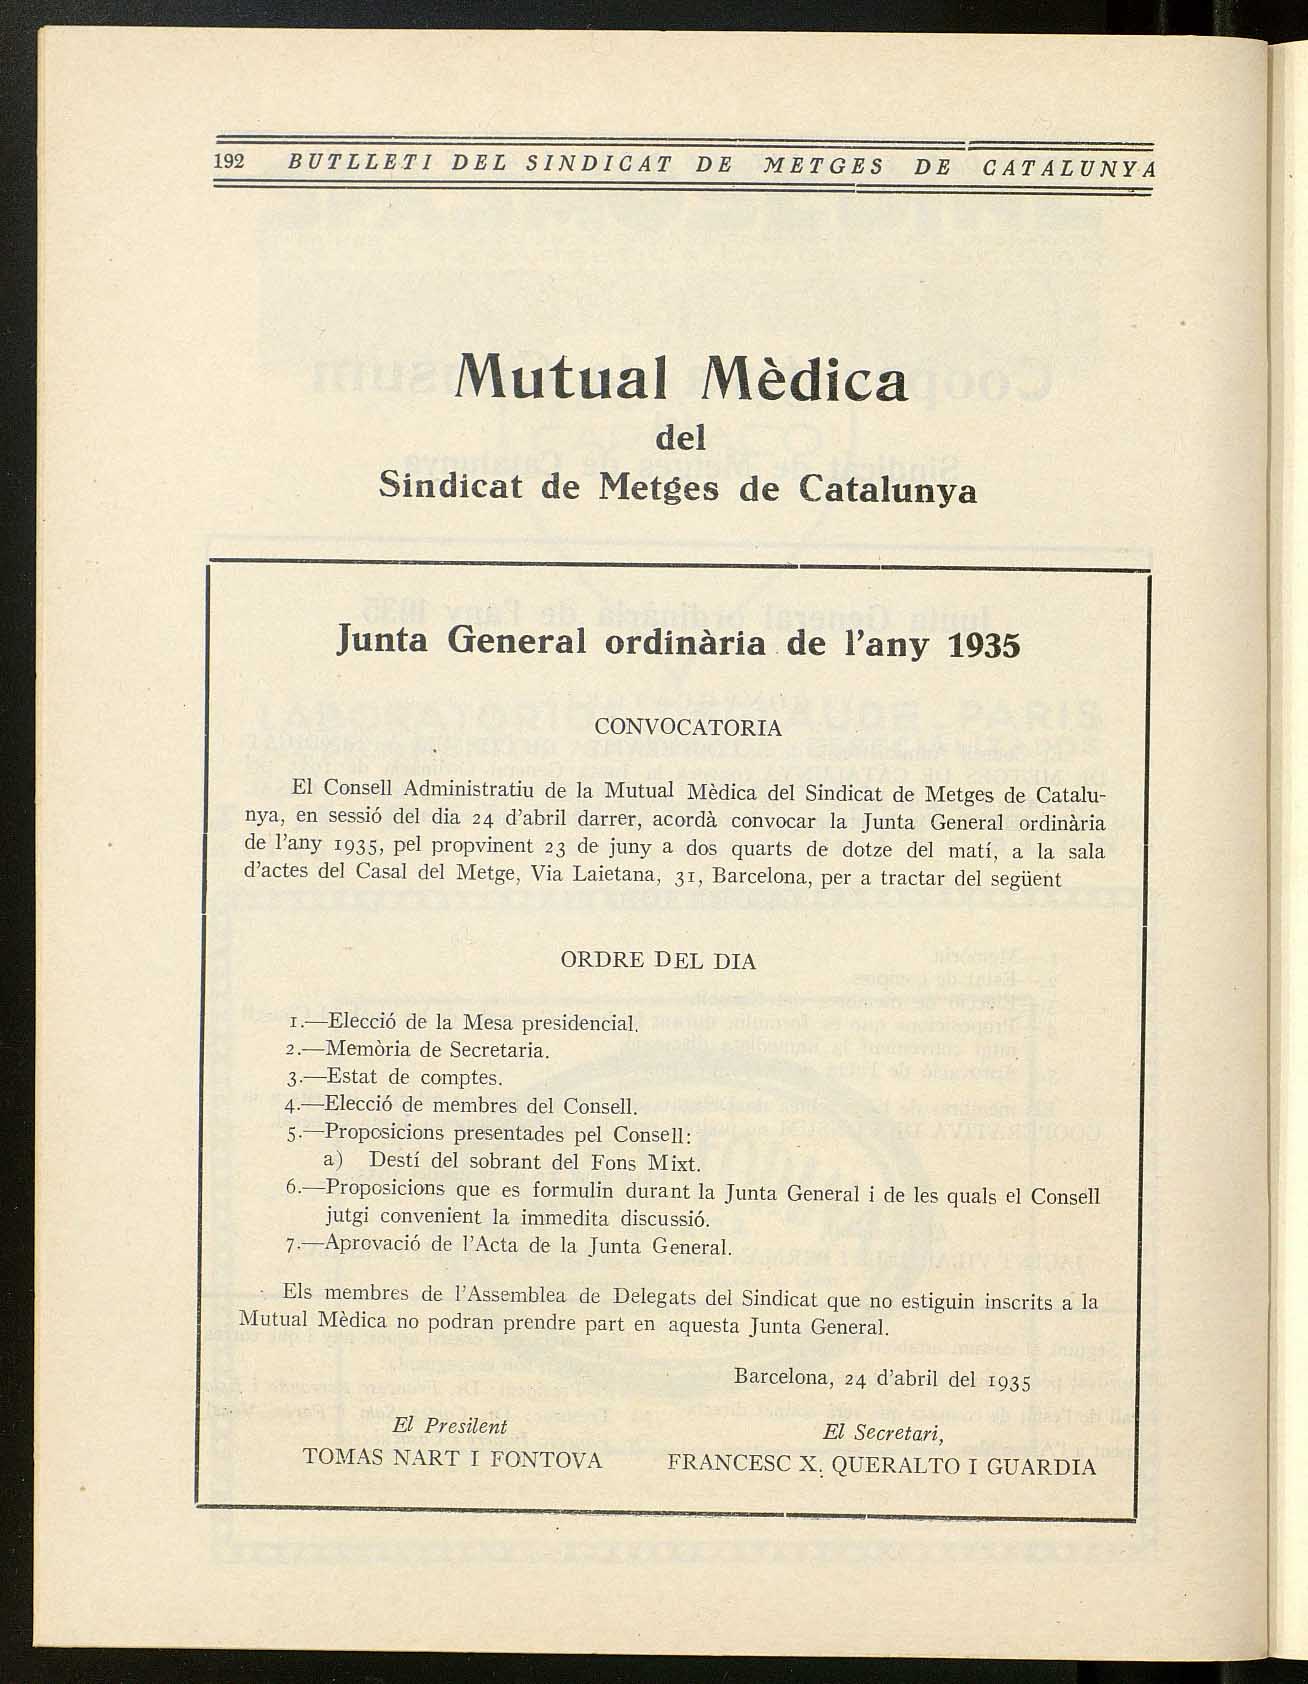 192 BUTLLETI DEL SINDICAT DE METGES DE CATALUNYA
Mutual Mèdica
del
Sindicat de Metges de Catalunya
Junta General ordinària de l'any 1935
CONVOCATORIA
El Consell Administratiu de la Mutual Mèdica del Sindicat de Metges de Catalu-
nya, en sessió del dia 24 d'abril darrer, acordà convocar la Junta General ordinària
de l'any 1935, pel propvinent 23 de juny a dos quarts de dotze del matí, a la sala
d'actes del Casal del Metge, Via Laietana, 31, Barcelona, per a tractar del següent
ORDRE DEL DIA
1.—Elecció de la Mesa presidencial.
2.—Memòria de Secretaria.
3.—Estat de comptes.
4.—Elecció de membres del Consell.
5.—Proposicions presentades pel Consell:
a) Destí del sobrant del Fons Mixt.
6.—Proposicions que es formulin durant la Junta General i de les quals el Consell
jutgi convenient la immedita discussió.
7.—Aprovació de l'Acta de la Junta General.
Els membres de l'Assemblea de Delegats del Sindicat que no estiguin inscrits a la
Mutual Mèdica no podran prendre part en aquesta Junta General.
Barcelona, 24 d'abril del 1935
El Presilent
TOMAS NART I FONTOVA
El Secretari,
FRANCESC X. QUERALTO I GUARDIA